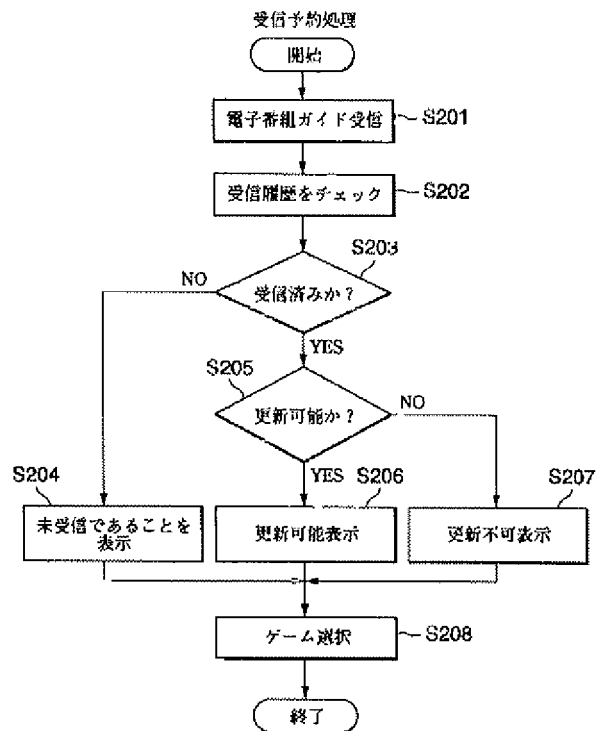 受信予約処理
開始
電子番組ガイド受信
S201
受信履歴をチェック
S202
S203
受信済みか?
NO
YES
S205
更新可能か?
NO
YES
S204
未受信であることを
表示
S206
更新可能表示
S207
更新不可表示
ゲーム選択
S208
終了